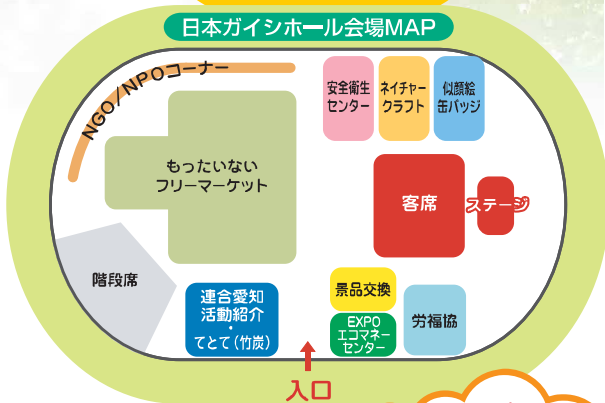 日本ガイシホール会場MAP
NGO／NPOコーナー
安全衛生
センター
ネイチャー
クラフト
似顔絵
缶バッジ
もったいない
フリーマーケット
客席
ステージ
階段席
連合愛知
活動紹介
・
てとて（竹炭）
景品交換
EXPO
エコマネー
センター
労福協
入口